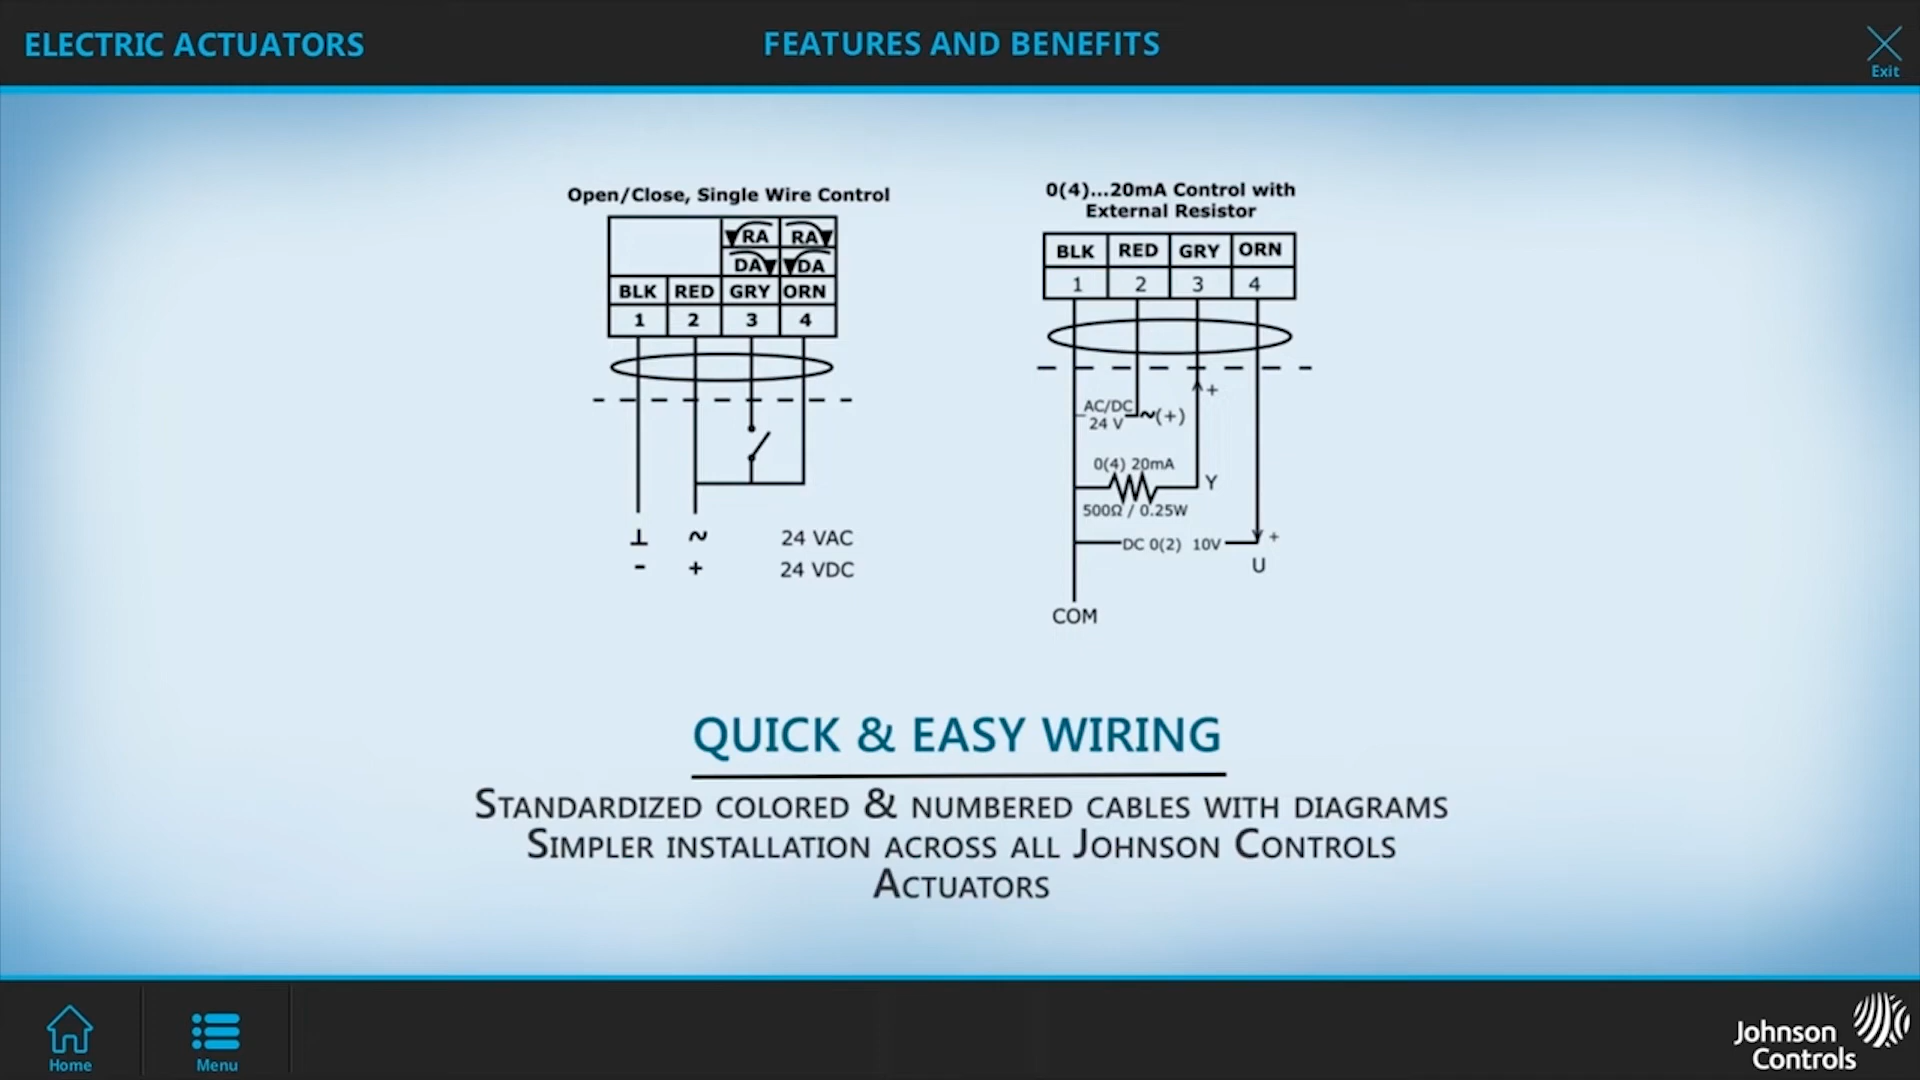 ELECTRIC ACTUATORS
FEATURES AND BENEFITS
Exit
Open/Close, Single Wire Control
RA RA
DA DA
BLK RED GRY ORN
1 2 3 4
⊥ ~ 24 VAC
- + 24 VDC
0(4)...20mA Control with
External Resistor
BLK RED GRY ORN
1 2 3 4
+
AC/DC
24 V
~(+)
0(4) 20mA
Y
500Ω / 0.25W
DC 0(2) 10V
+
U
COM
QUICK & EASY WIRING
STANDARDIZED COLORED & NUMBERED CABLES WITH DIAGRAMS
SIMPLER INSTALLATION ACROSS ALL JOHNSON CONTROLS
ACTUATORS
Home
Menu
Johnson
Controls